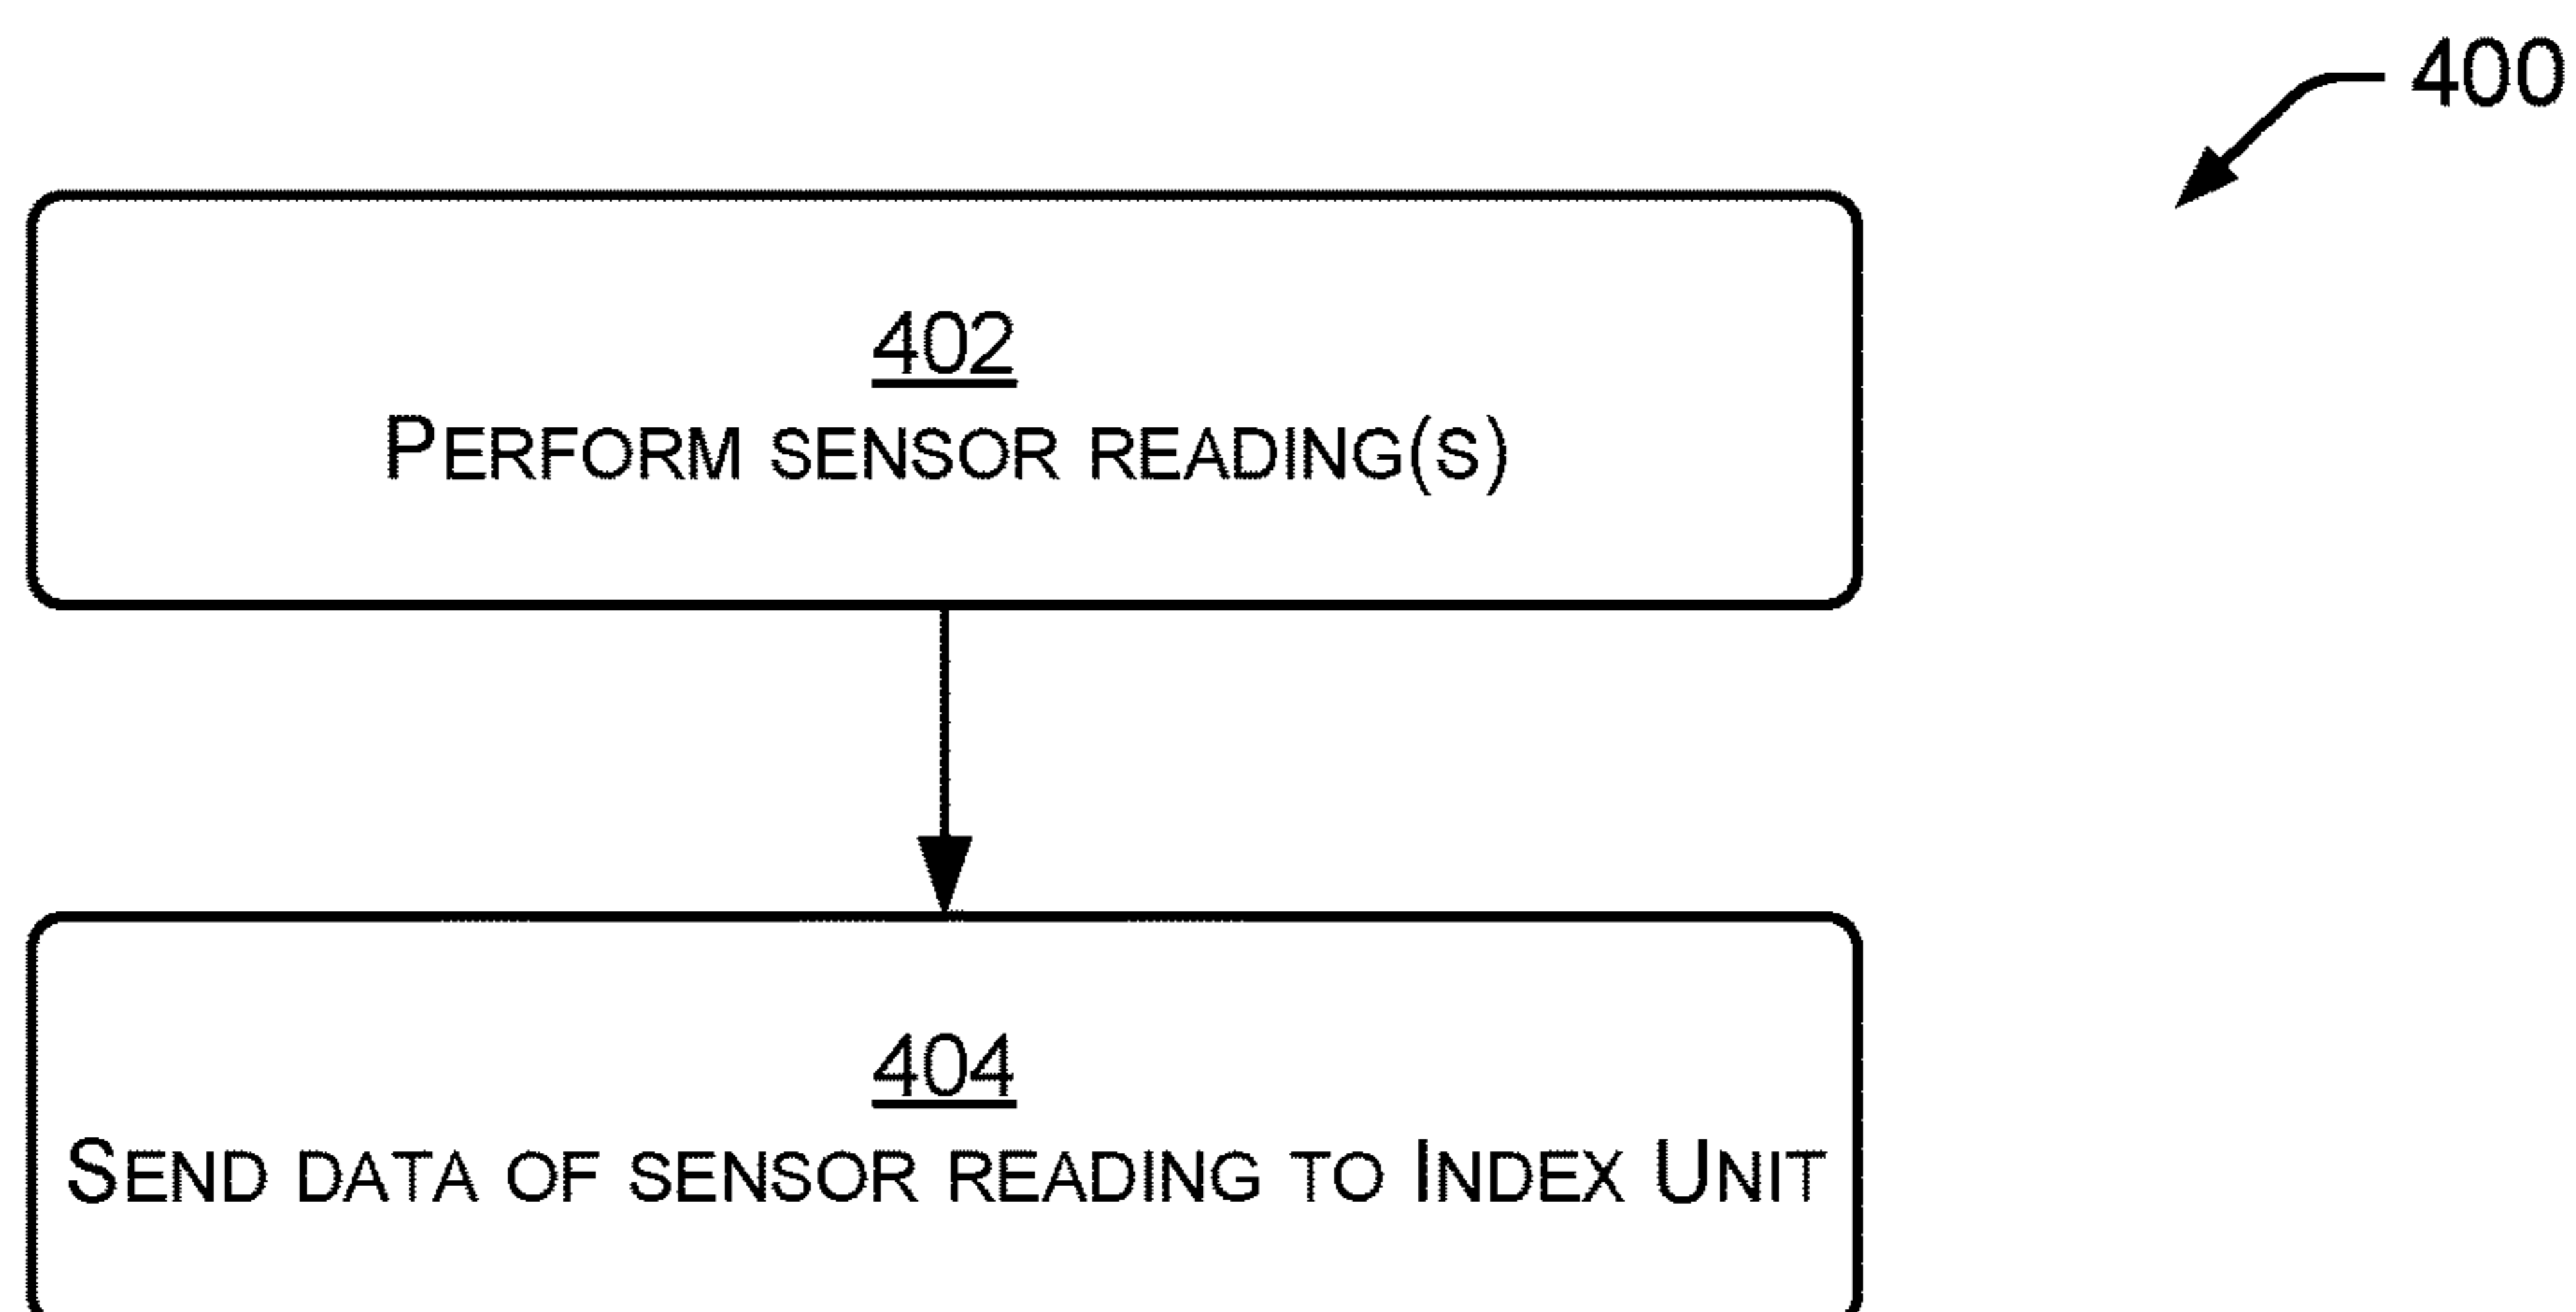 400
402
PERFORM SENSOR READING(S)
404
SEND DATA OF SENSOR READING TO INDEX UNIT